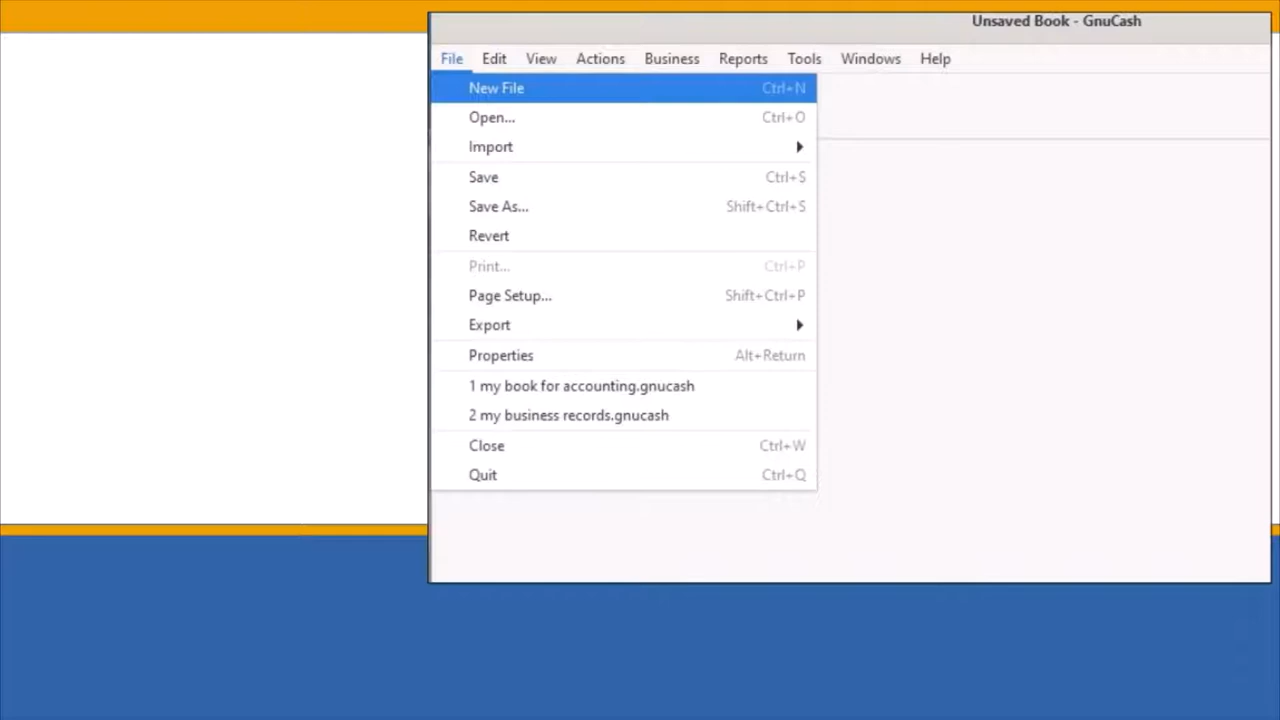 Unsaved Book - GnuCash
File Edit View Actions Business Reports Tools Windows Help
New File Ctrl+N
Open... Ctrl+O
Import
Save Ctrl+S
Save As... Shift+Ctrl+S
Revert
Print... Ctrl+P
Page Setup... Shift+Ctrl+P
Export
Properties Alt+Return
1 my book for accounting.gnucash
2 my business records.gnucash
Close Ctrl+W
Quit Ctrl+Q